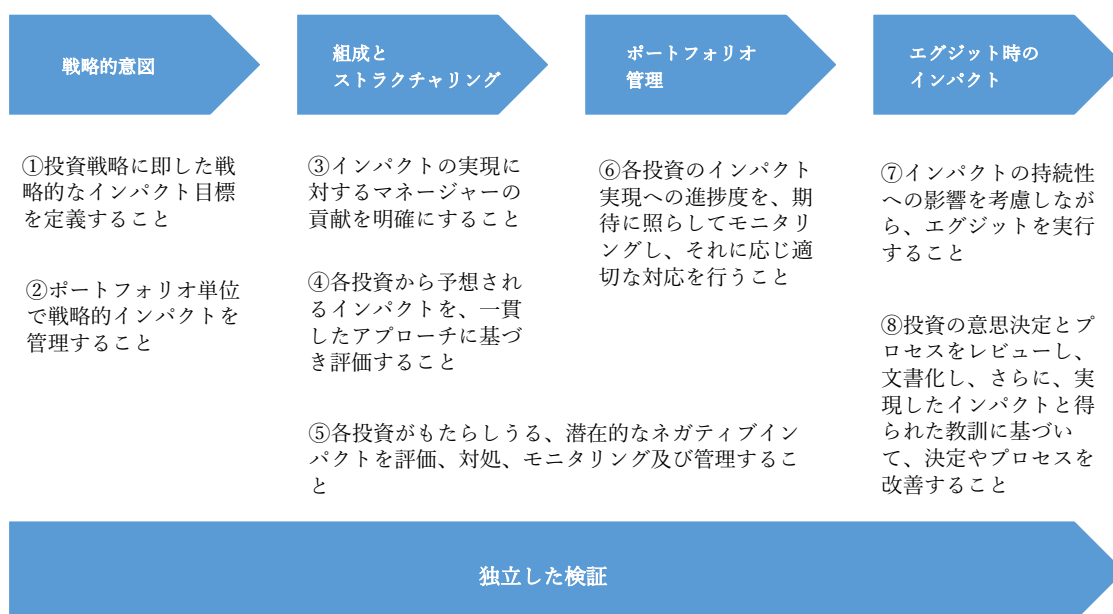 戦略的意図
組成と
ストラクチャリング
ポートフォリオ
管理
エグジット時の
インパクト
①投資戦略に即した戦
略的なインパクト目標
を定義すること
②ポートフォリオ単位
で戦略的インパクトを
管理すること
③インパクトの実現に
対するマネージャーの
貢献を明確にすること
④各投資から予想され
るインパクトを、一貫
したアプローチに基づ
き評価すること
⑤各投資がもたらしうる、潜在的なネガティブイン
パクトを評価、対処、モニタリング及び管理するこ
と
⑥各投資のインパクト
実現への進捗度を、期
待に照らしてモニタリ
ングし、それに応じ適
切な対応を行うこと
⑦インパクトの持続性
への影響を考慮しなが
ら、エグジットを実行
すること
⑧投資の意思決定とプ
ロセスをレビューし、
文書化し、さらに、実
現したインパクトと得
られた教訓に基づい
て、決定やプロセスを
改善すること
独立した検証